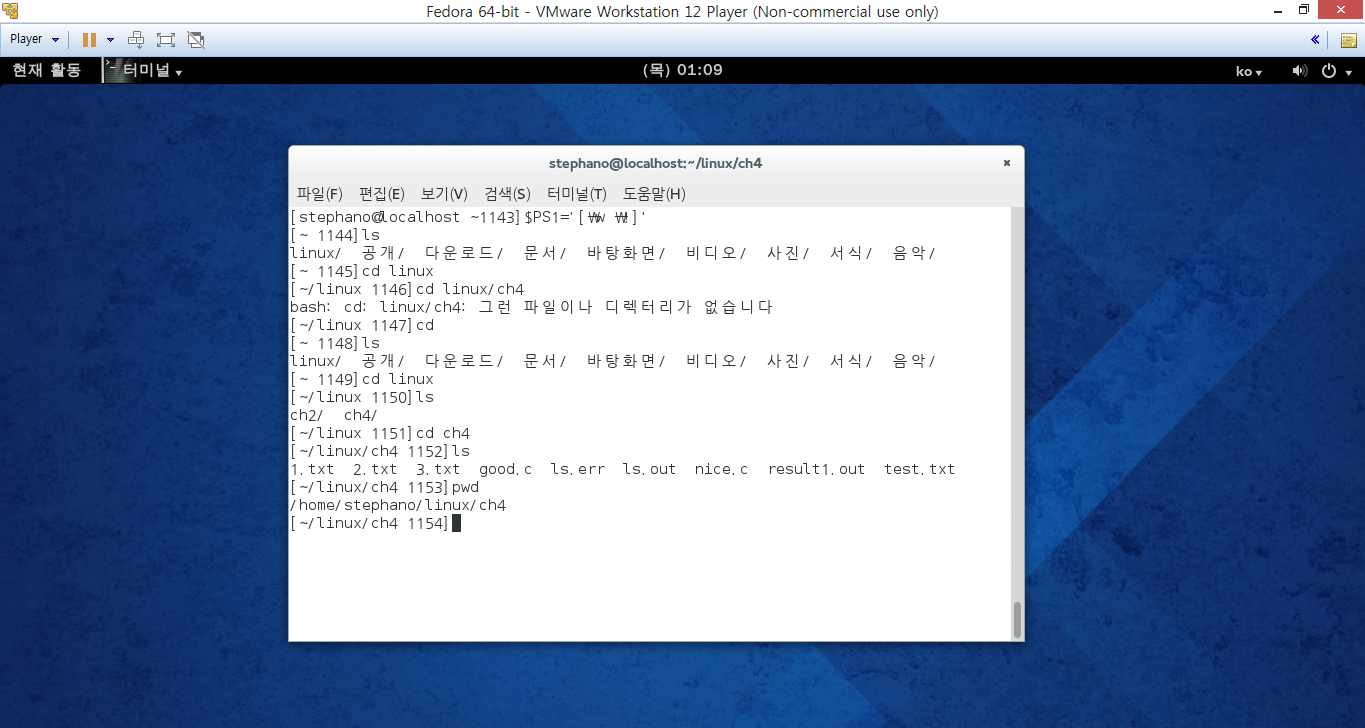 Fedora 64-bit - VMware Workstation 12 Player (Non-commercial use only)
Player
현재 활동 터미널 (목) 01:09 ko
stephano@localhost:~/linux/ch4
파일(F) 편집(E) 보기(V) 검색(S) 터미널(T) 도움말(H)
[stephano@localhost ~1143]$PS1='[₩w ₩!]'
[~ 1144]ls
linux/ 공개/ 다운로드/ 문서/ 바탕화면/ 비디오/ 사진/ 서식/ 음악/
[~ 1145]cd linux
[~/linux 1146]cd linux/ch4
bash: cd: linux/ch4: 그런 파일이나 디렉터리가 없습니다
[~/linux 1147]cd
[~ 1148]ls
linux/ 공개/ 다운로드/ 문서/ 바탕화면/ 비디오/ 사진/ 서식/ 음악/
[~ 1149]cd linux
[~/linux 1150]ls
ch2/ ch4/
[~/linux 1151]cd ch4
[~/linux/ch4 1152]ls
1.txt 2.txt 3.txt good.c ls.err ls.out nice.c result1.out test.txt
[~/linux/ch4 1153]pwd
/home/stephano/linux/ch4
[~/linux/ch4 1154]